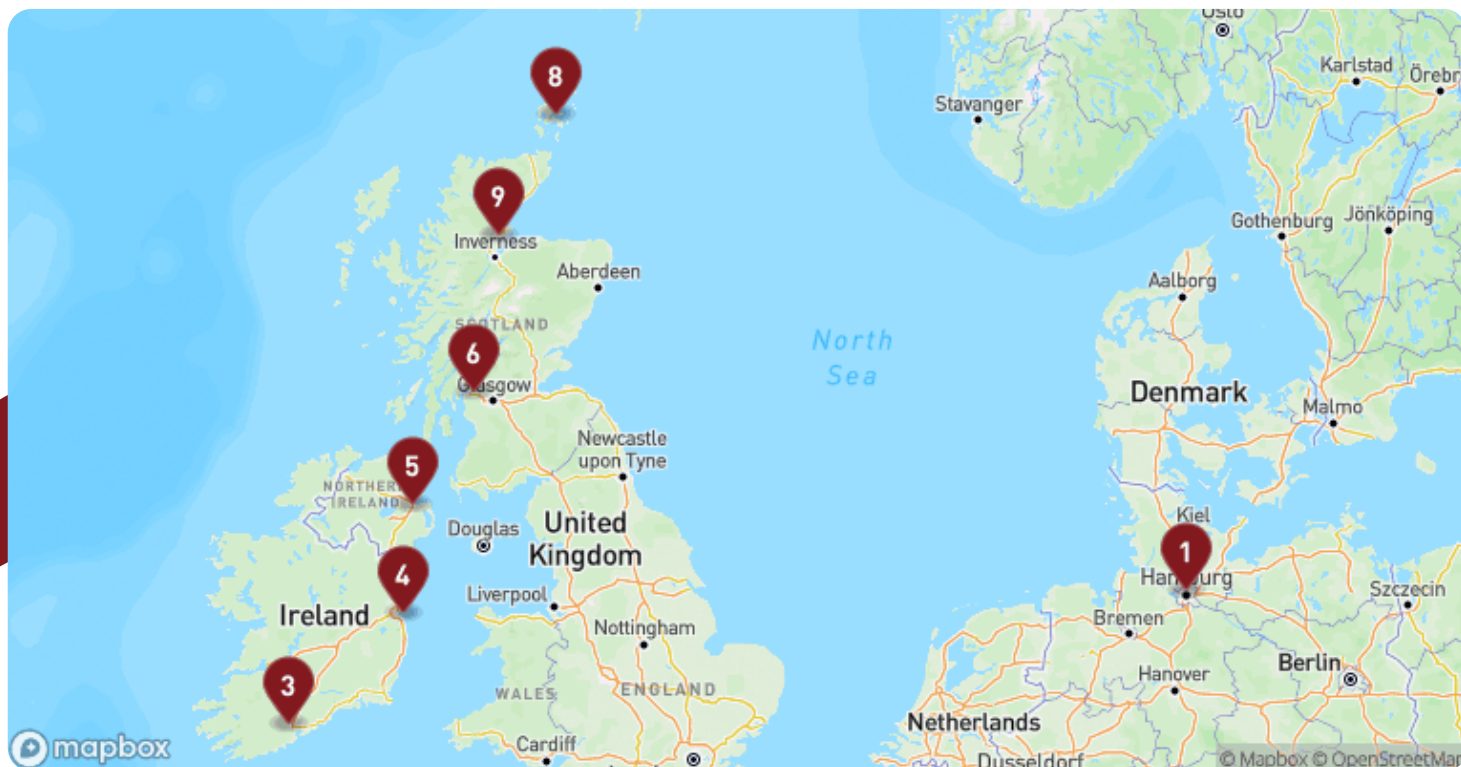 Oslo
8
Karlstad
Stavanger
9
Gothenburg
Jönköping
Inverness
Aberdeen
Aalborg
SCOTLAND
North
Sea
6
Glasgow
Denmark
Malmo
Newcastle
upon Tyne
5
NORTHERN
IRELAND
Douglas
United
Kingdom
Kiel
1
Hamburg
4
Liverpool
Szczecin
Ireland
Bremen
Nottingham
Berlin
3
Hanover
WALES
ENGLAND
Netherlands
Cardiff
Dusseldorf
mapbox
© Mapbox © OpenStreetMap